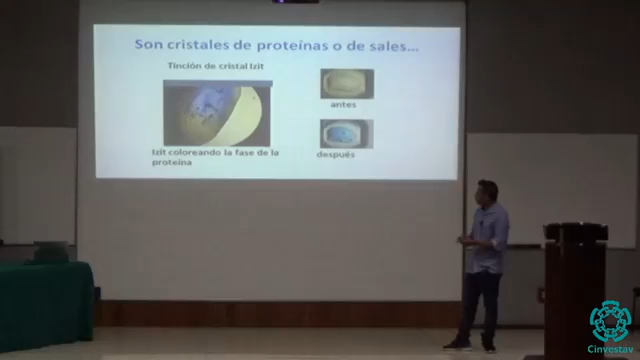 Son cristales de proteínas o de sales...
Tinción de cristal Izit
antes
Izit coloreando la fase de la
proteína
después
Cinvestav